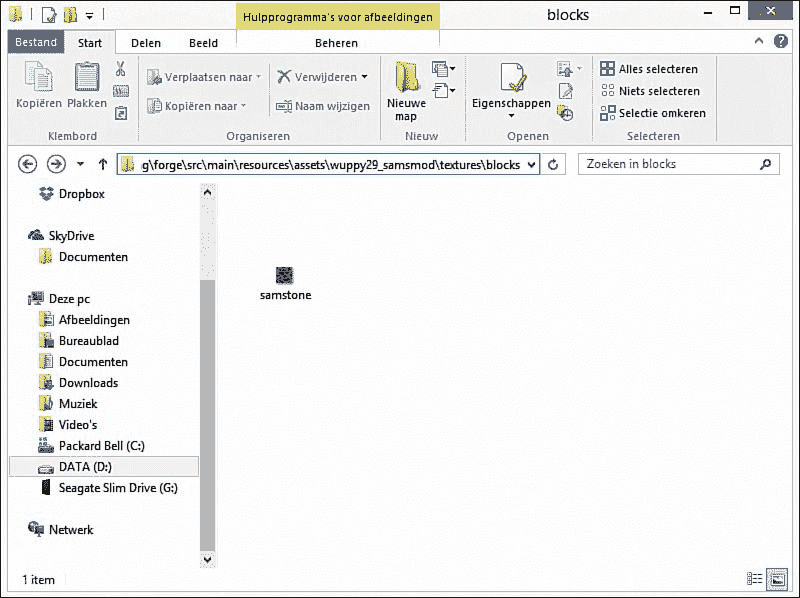 Hulpprogramma's voor afbeeldingen
blocks
Bestand Start Delen Beeld Beheren
Kopiëren Plakken
Klembord
Verplaatsen naar
Kopiëren naar
Verwijderen
Naam wijzigen
Organiseren
Nieuwe
map
Nieuw
Eigenschappen
Openen
Alles selecteren
Niets selecteren
Selectie omkeren
Selecteren
g\forge\src\main\resources\assets\wuppy29_samsmod\textures\blocks
Zoeken in blocks
Dropbox
SkyDrive
Documenten
Deze pc
Afbeeldingen
Bureaublad
Documenten
Downloads
Muziek
Video's
Packard Bell (C:)
DATA (D:)
Seagate Slim Drive (G:)
Netwerk
samstone
1 item